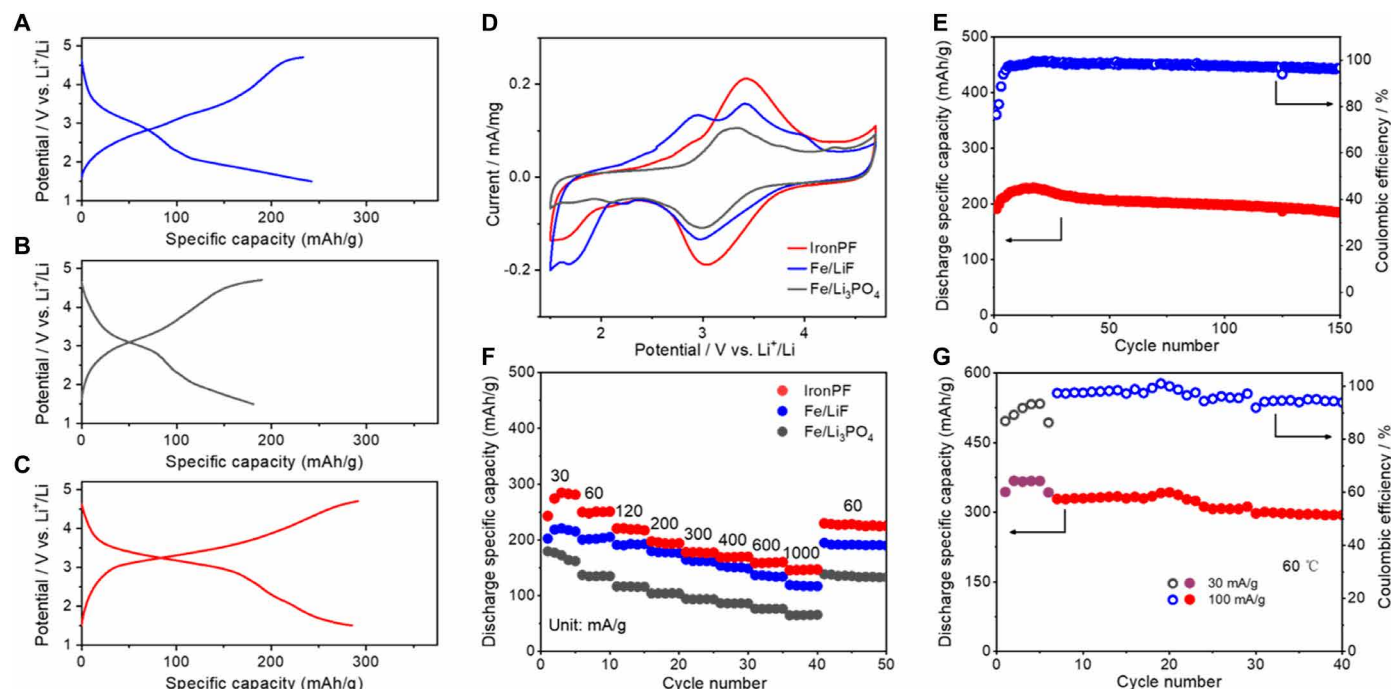 A
Potential / V vs. Li⁺/Li
5
4
3
2
1
0 100 200 300
Specific capacity (mAh/g)
B
Potential / V vs. Li⁺/Li
5
4
3
2
1
0 100 200 300
Specific capacity (mAh/g)
C
Potential / V vs. Li⁺/Li
5
4
3
2
1
0 100 200 300
Specific capacity (mAh/g)
D
Current / mA/mg
0.2
0.0
-0.2
IronPF
Fe/LiF
Fe/Li₃PO₄
2 3 4
Potential / V vs. Li⁺/Li
E
Discharge specific capacity (mAh/g)
500
400
300
200
100
0
100
80
60
40
20
0
Coulombic efficiency / %
0 50 100 150
Cycle number
F
Discharge specific capacity (mAh/g)
500
400
300
200
100
0
IronPF
Fe/LiF
Fe/Li₃PO₄
30
60
120
200
300
400
600
1000
60
Unit: mA/g
0 10 20 30 40 50
Cycle number
G
Discharge specific capacity (mAh/g)
600
450
300
150
0
100
80
60
40
20
0
Coulombic efficiency / %
60 ℃
30 mA/g
100 mA/g
0 10 20 30 40
Cycle number